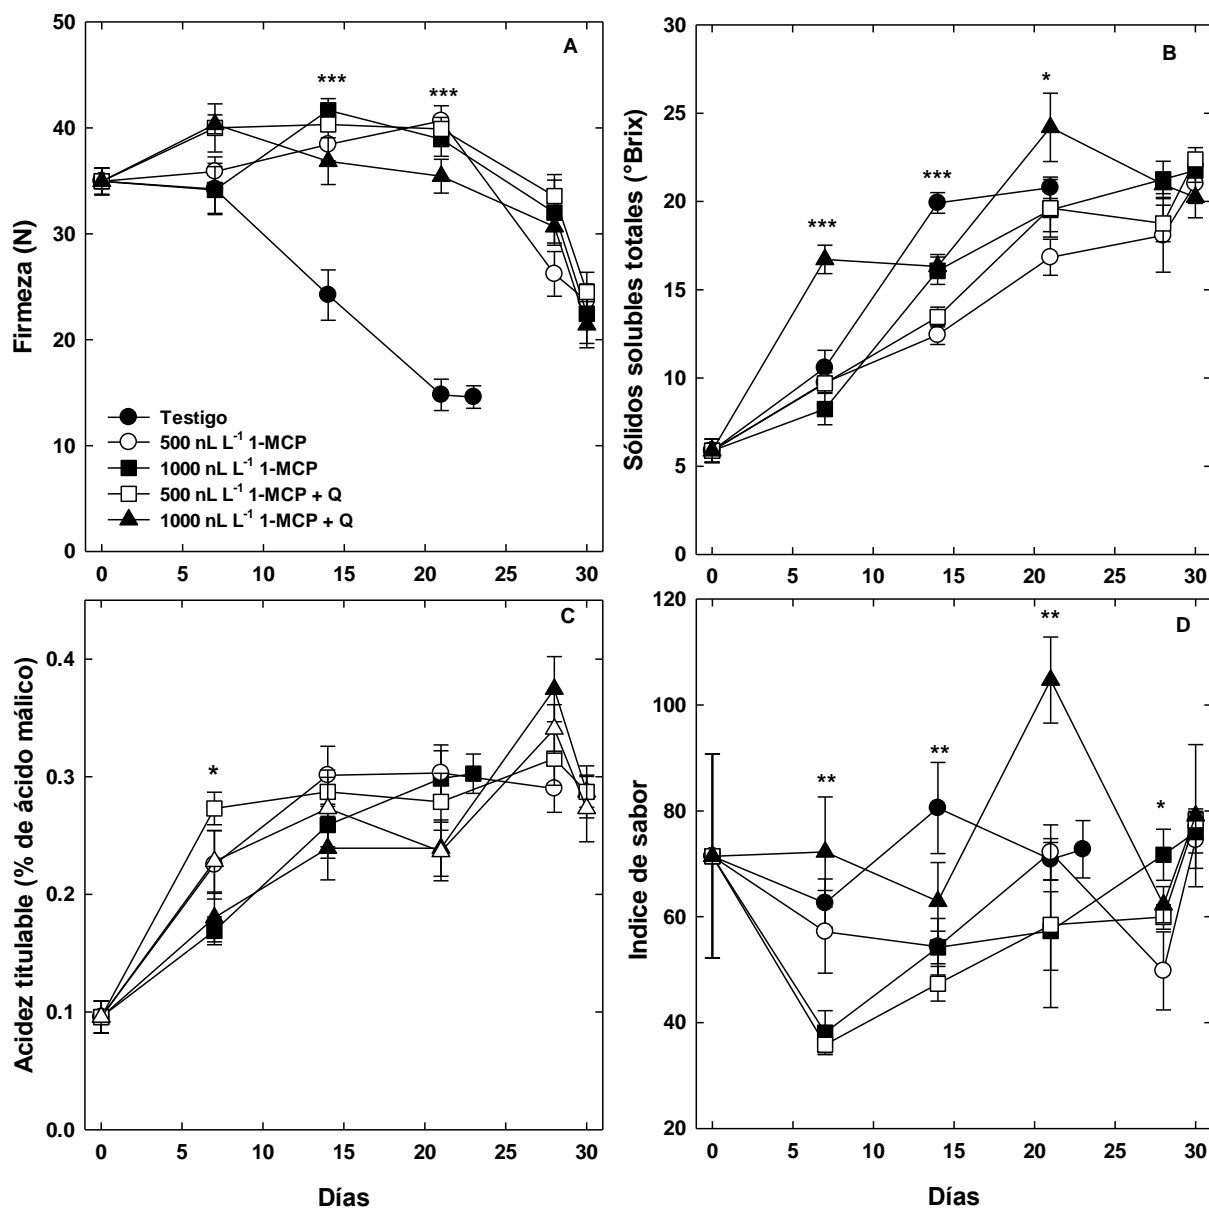 A
Firmeza (N)
50
40
30
20
10
0
*** ***
Testigo
500 nL L⁻¹ 1-MCP
1000 nL L⁻¹ 1-MCP
500 nL L⁻¹ 1-MCP + Q
1000 nL L⁻¹ 1-MCP + Q
0 5 10 15 20 25 30
B
Sólidos solubles totales (°Brix)
30
25
20
15
10
5
0
*** *** *
0 5 10 15 20 25 30
C
Acidez titulable (% de ácido málico)
0.4
0.3
0.2
0.1
0.0
*
0 5 10 15 20 25 30
Días
D
Indice de sabor
120
100
80
60
40
20
** ** ** *
0 5 10 15 20 25 30
Días